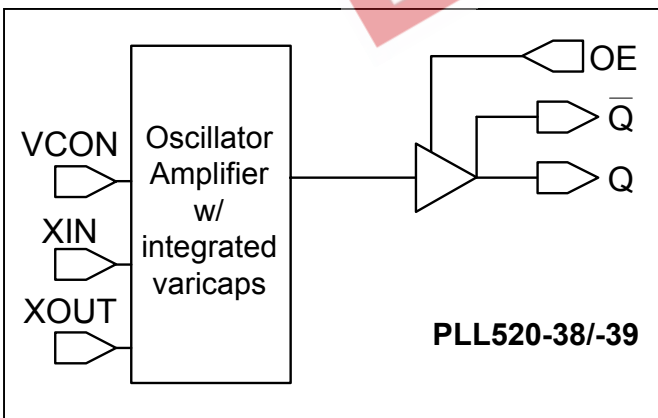 OE
Q̅
Q
VCON
XIN
XOUT
Oscillator
Amplifier
w/
integrated
varicaps
PLL520-38/-39